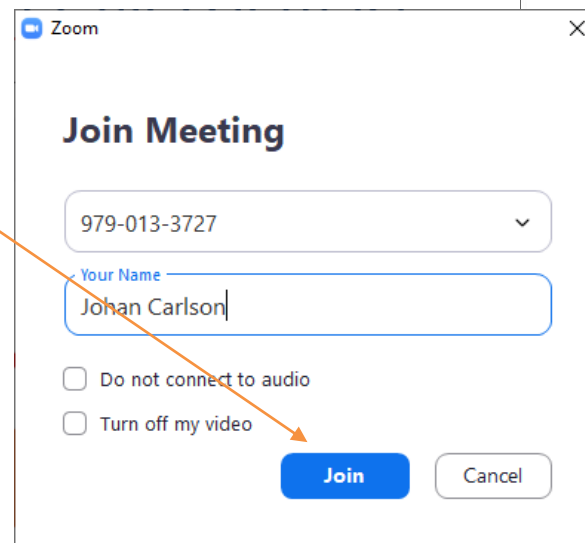 Zoom
Join Meeting
979-013-3727
Your Name
Johan Carlson
Do not connect to audio
Turn off my video
Join Cancel